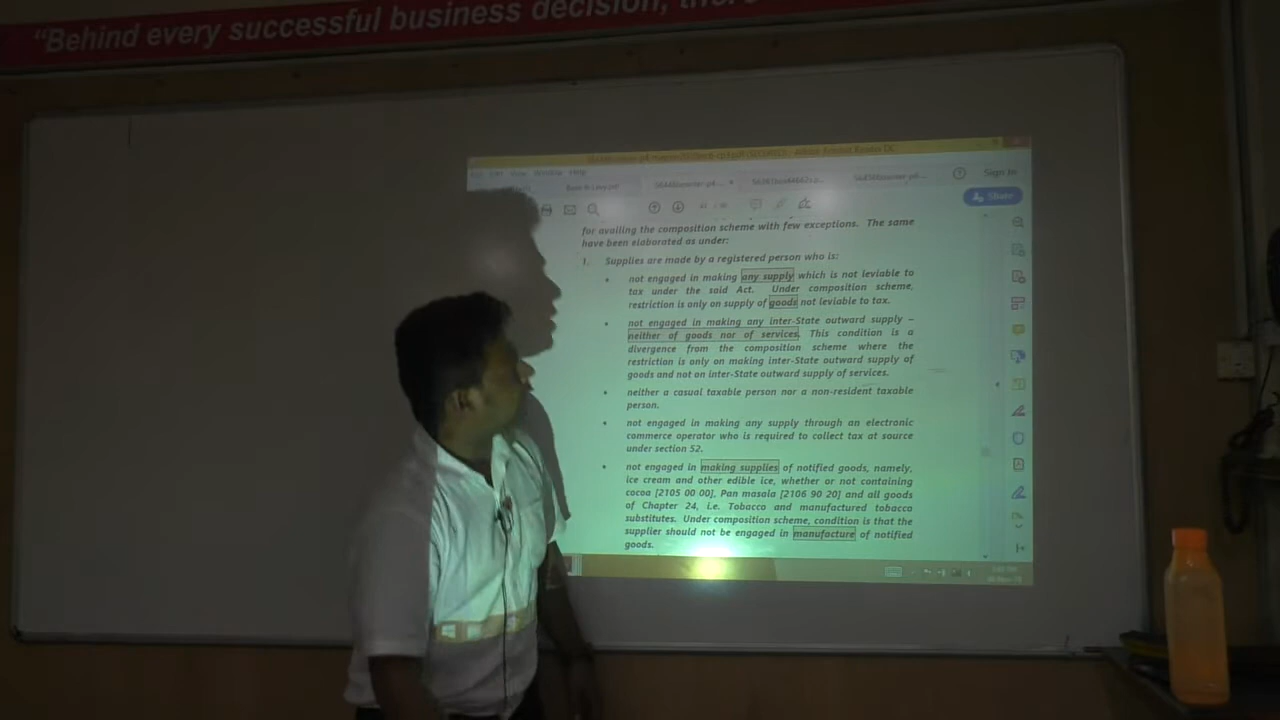 "Behind every successful business decision, there
Window Help
Sign In
Share
for availing the composition scheme with few exceptions. The same
have been elaborated as under:
1. Supplies are made by a registered person who is:
• not engaged in making any supply which is not leviable to
tax under the said Act. Under composition scheme,
restriction is only on supply of goods not leviable to tax.
• not engaged in making any inter-State outward supply –
neither of goods nor of services. This condition is a
divergence from the composition scheme where the
restriction is only on making inter-State outward supply of
goods and not on inter-State outward supply of services.
• neither a casual taxable person nor a non-resident taxable
person.
• not engaged in making any supply through an electronic
commerce operator who is required to collect tax at source
under section 52.
• not engaged in making supplies of notified goods, namely,
ice cream and other edible ice, whether or not containing
cocoa [2105 00 00], Pan masala [2106 90 20] and all goods
of Chapter 24, i.e. Tobacco and manufactured tobacco
substitutes. Under composition scheme, condition is that the
supplier should not be engaged in manufacture of notified
goods.